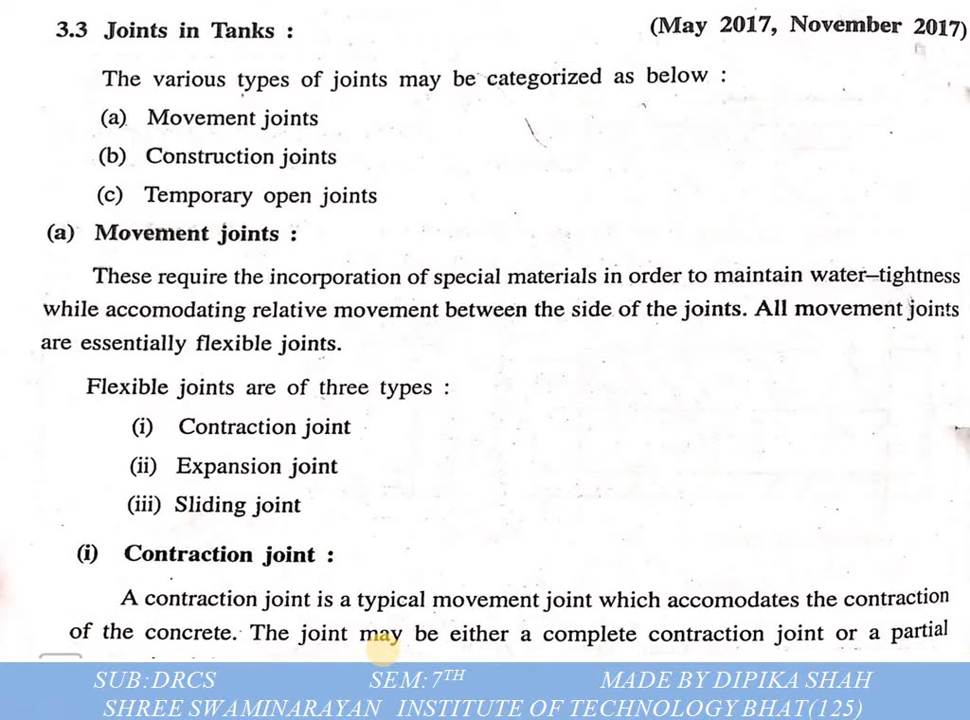 3.3 Joints in Tanks : (May 2017, November 2017)
The various types of joints may be categorized as below :
(a) Movement joints
(b) Construction joints
(c) Temporary open joints
(a) Movement joints :
These require the incorporation of special materials in order to maintain water–tightness
while accomodating relative movement between the side of the joints. All movement joints
are essentially flexible joints.
Flexible joints are of three types :
(i) Contraction joint
(ii) Expansion joint
(iii) Sliding joint
(i) Contraction joint :
A contraction joint is a typical movement joint which accomodates the contraction
of the concrete. The joint may be either a complete contraction joint or a partial
SUB:DRCS SEM:7TH MADE BY DIPIKA SHAH
SHREE SWAMINARAYAN INSTITUTE OF TECHNOLOGY BHAT(125)